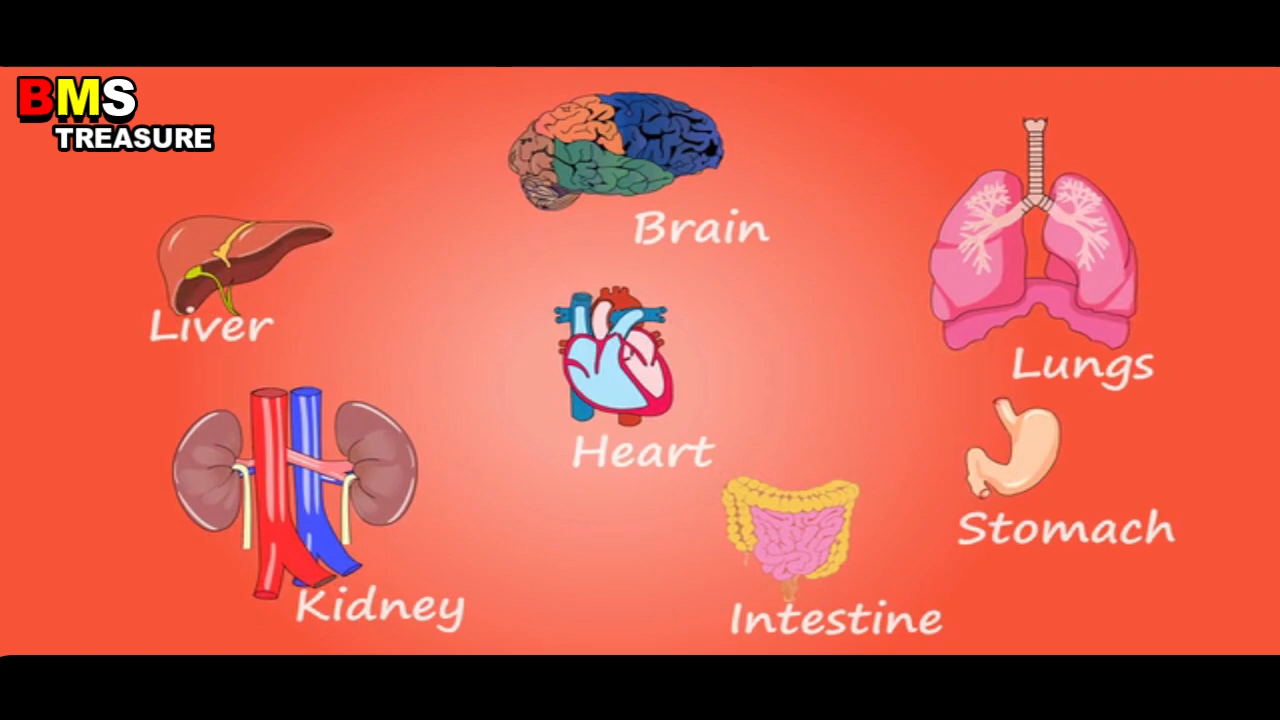 BMS
TREASURE
Brain
Liver
Lungs
Heart
Stomach
Kidney
Intestine